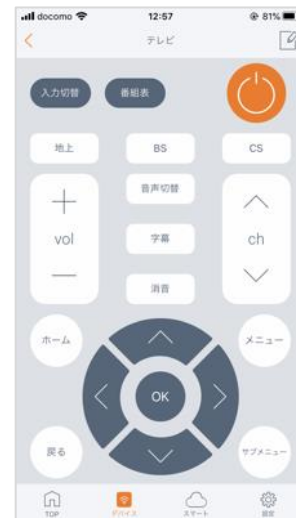 docomo 12:57 81%
テレビ
入力切替 番組表
地上 BS CS
音声切替
vol 字幕 ch
消音
ホーム メニュー
OK
戻る サブメニュー
TOP デバイス スマート 設定